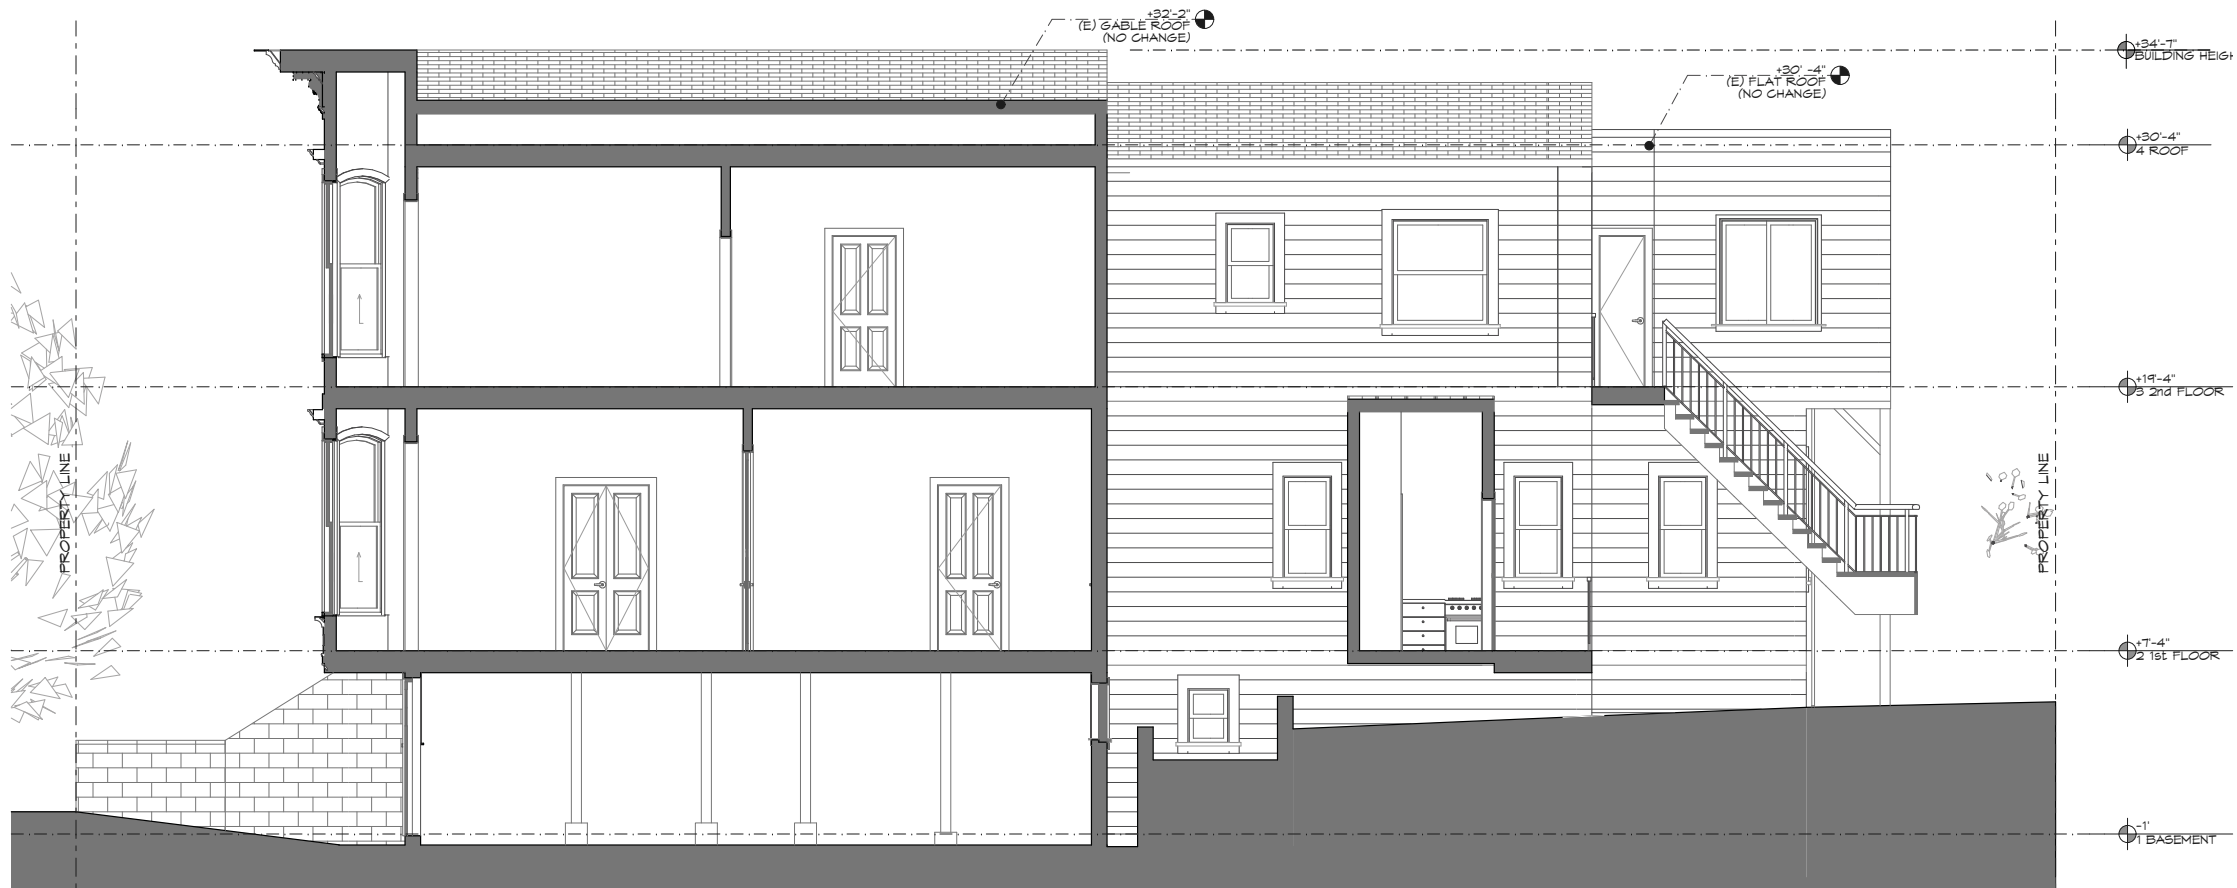 +32'-2"
(E) GABLE ROOF
(NO CHANGE)
+34'-7"
BUILDING HEIGH
+30' -4"
(E) FLAT ROOF
(NO CHANGE)
+30'-4"
4 ROOF
+19'-4"
3 2nd FLOOR
PROPERTY LINE
PROPERTY LINE
+7'-4"
2 1st FLOOR
-1'
1 BASEMENT